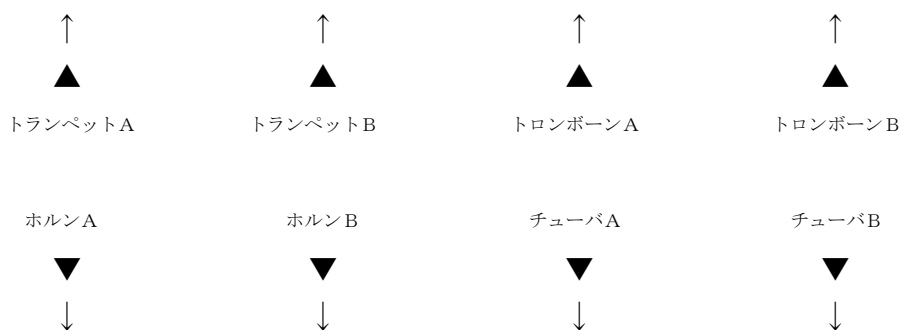 ↑ ↑ ↑ ↑
▲ ▲ ▲ ▲
トランペットA トランペットB トロンボーンA トロンボーンB
ホルンA ホルンB チューバA チューバB
▼ ▼ ▼ ▼
↓ ↓ ↓ ↓